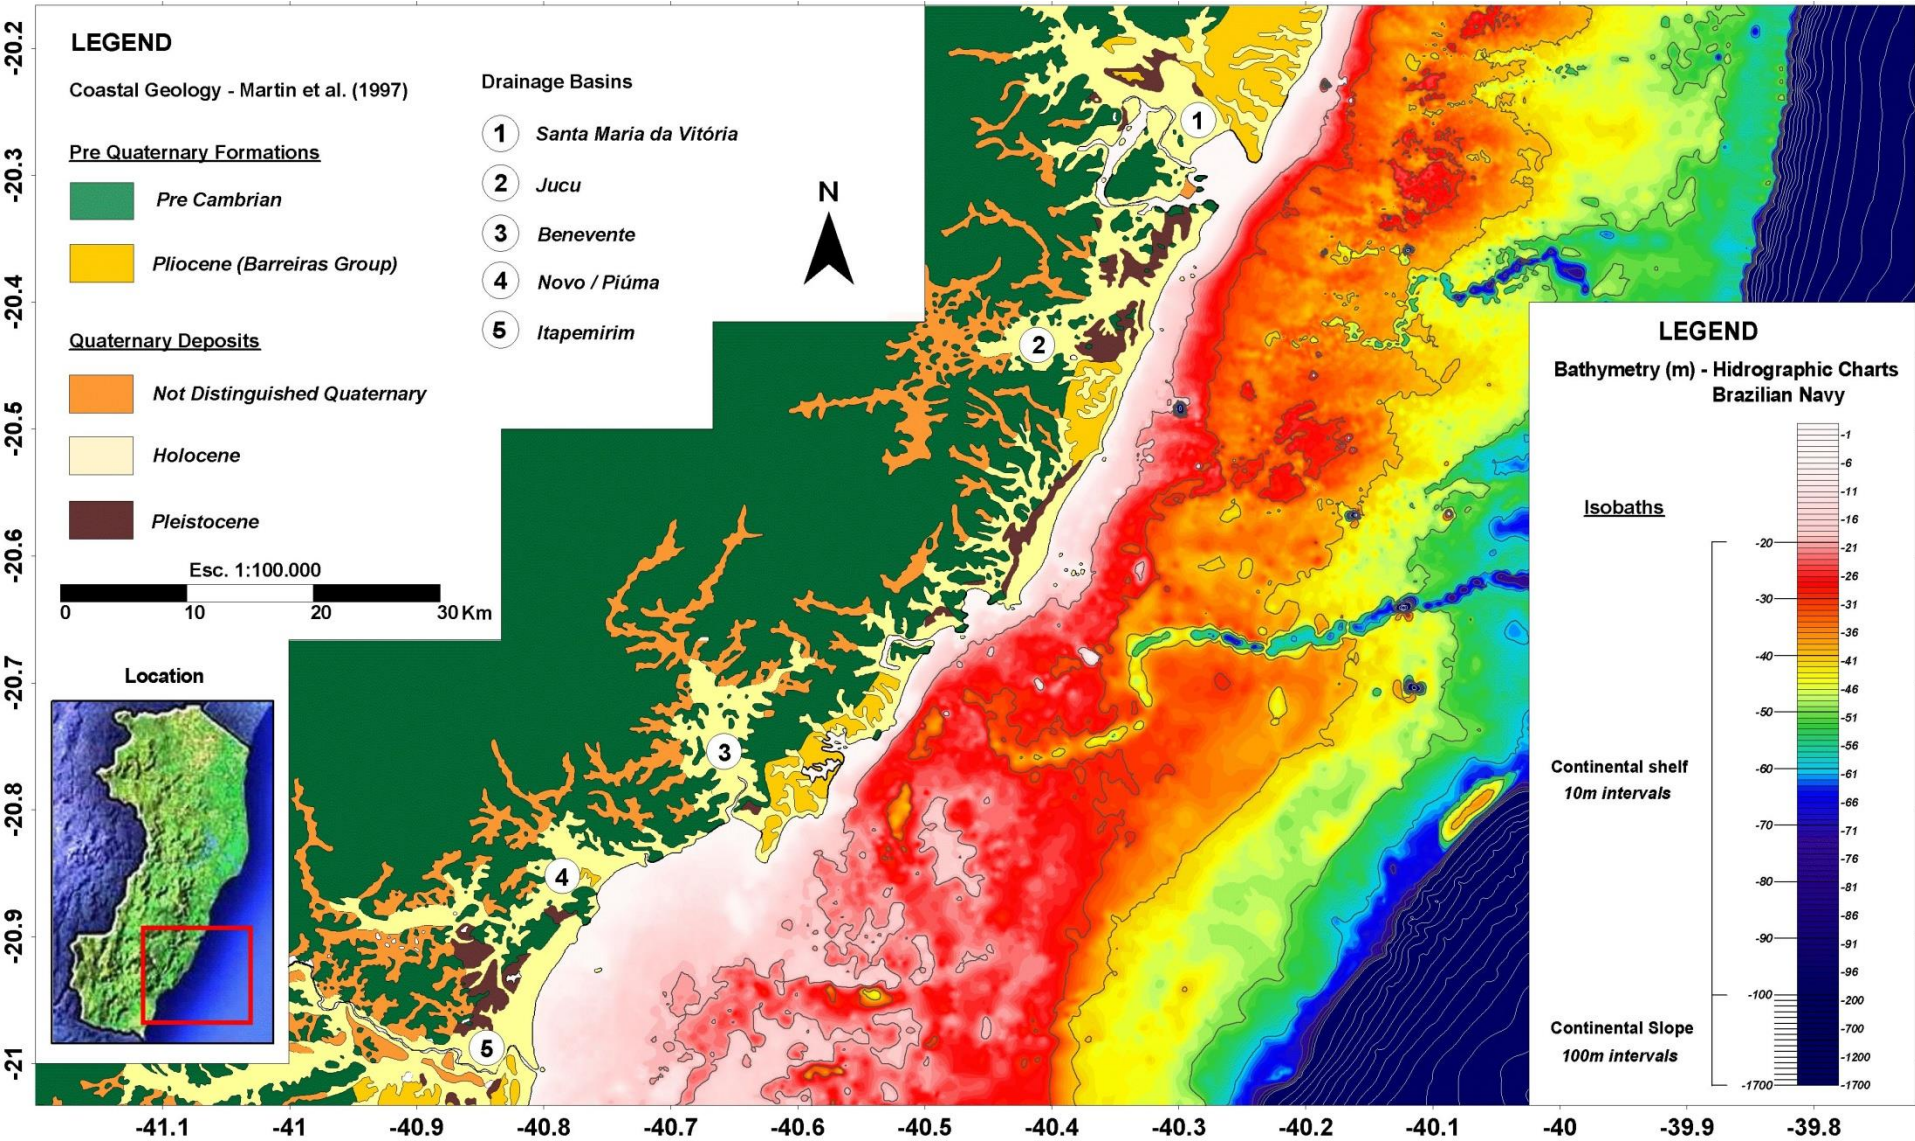 LEGEND
Coastal Geology - Martin et al. (1997)
Pre Quaternary Formations
Pre Cambrian
Pliocene (Barreiras Group)
Quaternary Deposits
Not Distinguished Quaternary
Holocene
Pleistocene
Esc. 1:100.000
0 10 20 30 Km
Drainage Basins
1 Santa Maria da Vitória
2 Jucu
3 Benevente
4 Novo / Piúma
5 Itapemirim
N
Location
1
2
3
4
5
LEGEND
Bathymetry (m) - Hidrographic Charts
Brazilian Navy
Isobaths
-20
-30
-40
-50
-60
-70
-80
-90
-100
-1700
Continental shelf
10m intervals
Continental Slope
100m intervals
-1
-6
-11
-16
-21
-26
-31
-36
-41
-46
-51
-56
-61
-66
-71
-76
-81
-86
-91
-96
-200
-700
-1200
-1700
-20.2
-20.3
-20.4
-20.5
-20.6
-20.7
-20.8
-20.9
-21
-41.1 -41 -40.9 -40.8 -40.7 -40.6 -40.5 -40.4 -40.3 -40.2 -40.1 -40 -39.9 -39.8